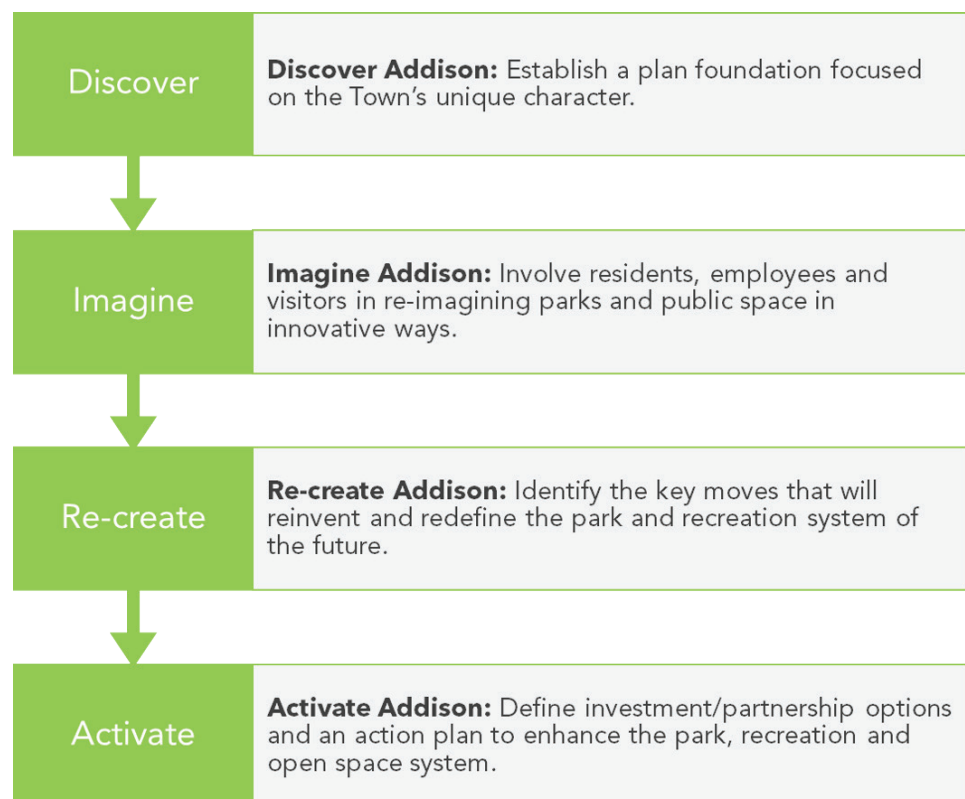 Discover
Discover Addison: Establish a plan foundation focused
on the Town’s unique character.
Imagine
Imagine Addison: Involve residents, employees and
visitors in re-imagining parks and public space in
innovative ways.
Re-create
Re-create Addison: Identify the key moves that will
reinvent and redefine the park and recreation system of
the future.
Activate
Activate Addison: Define investment/partnership options
and an action plan to enhance the park, recreation and
open space system.